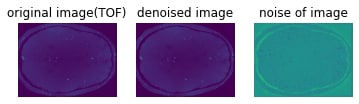 original image(TOF)
denoised image
noise of image